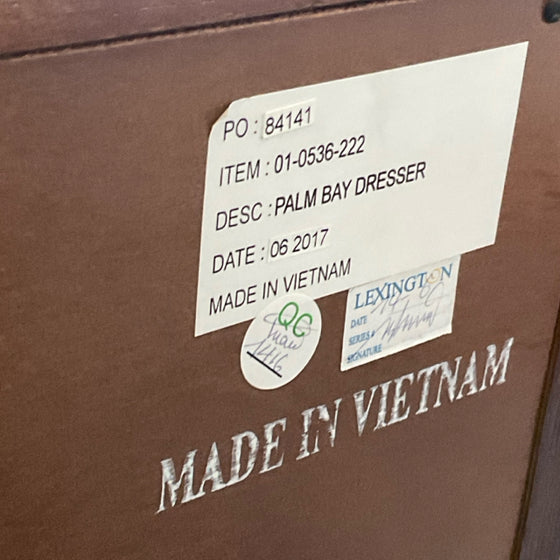 PO : 84141
ITEM : 01-0536-222
DESC : PALM BAY DRESSER
DATE : 06 2017
MADE IN VIETNAM
QC
1416
LEXINGTON
DATE
SERIES #
SIGNATURE
MADE IN VIETNAM